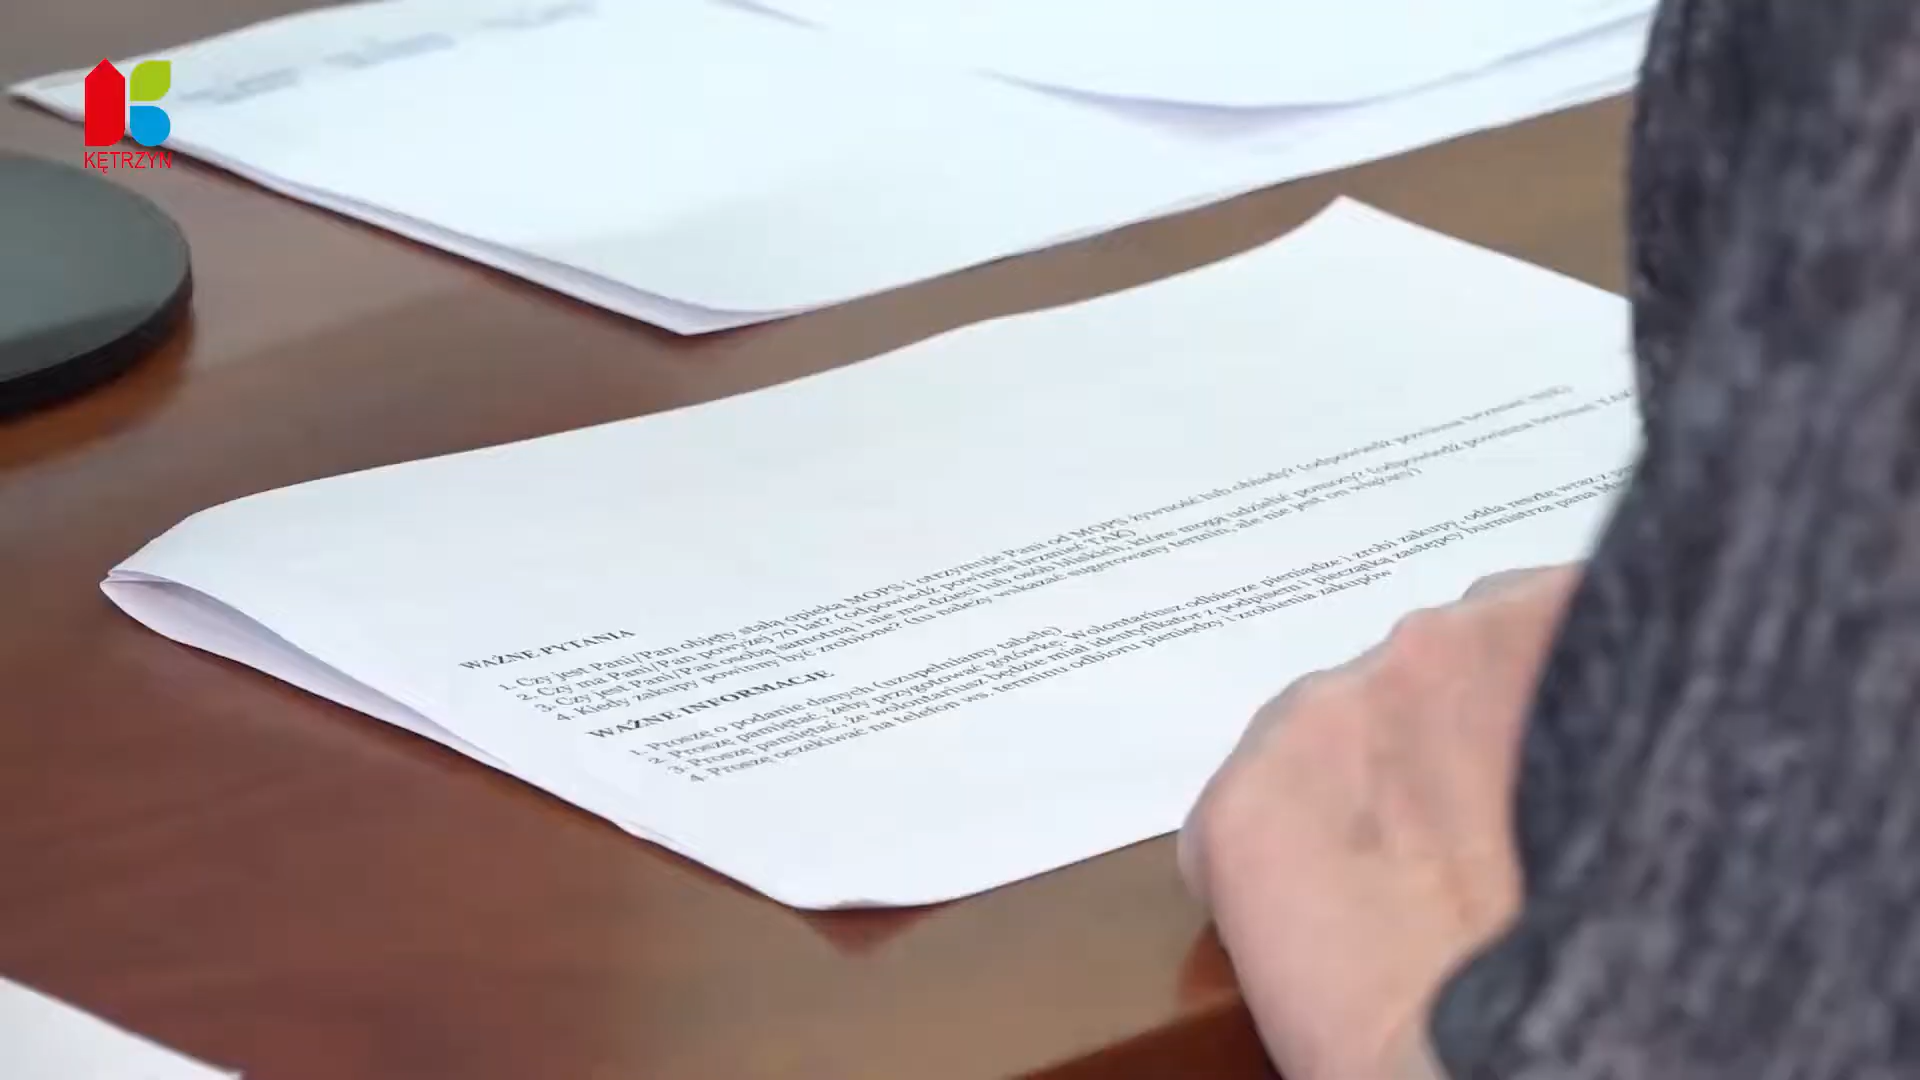 KĘTRZYN
WAŻNE PYTANIA
1. Czy jest Pani/Pan objęty stałą opieką MOPS i otrzymuje Pani od MOPS żywność lub obiady? (odpowiedź powinna brzmieć NIE)
2. Czy ma Pani/Pan powyżej 70 lat? (odpowiedź powinna brzmieć TAK)
3. Czy jest Pani/Pan osobą samotną i nie ma dzieci lub osób bliskich, które mogą udzielić pomocy? (odpowiedź powinna brzmieć TAK
4. Kiedy zakupy powinny być zrobione? (tu należy wskazać sugerowany termin, ale nie jest on wiążący)
WAŻNE INFORMACJE
1. Proszę o podanie danych (uzupełniamy tabelę)
2. Proszę pamiętać, żeby przygotować gotówkę. Wolontariusz odbierze pieniądze i zrobi zakupy, odda resztę wraz z
3. Proszę pamiętać, że wolontariusz będzie miał identyfikator z podpisem i pieczątką zastępcy burmistrza pana
4. Proszę oczekiwać na telefon ws. terminu odbioru pieniędzy i zrobienia zakupów